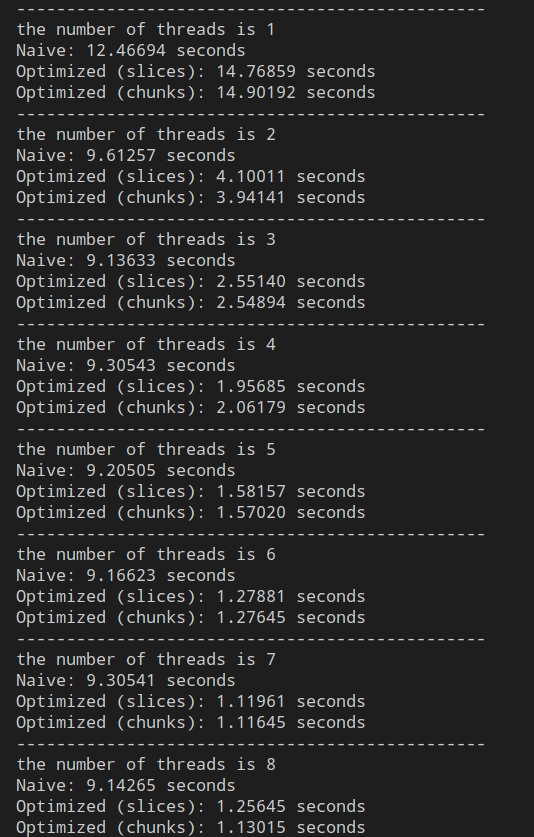 -----------------------------------------------
the number of threads is 1
Naive: 12.46694 seconds
Optimized (slices): 14.76859 seconds
Optimized (chunks): 14.90192 seconds
-----------------------------------------------
the number of threads is 2
Naive: 9.61257 seconds
Optimized (slices): 4.10011 seconds
Optimized (chunks): 3.94141 seconds
-----------------------------------------------
the number of threads is 3
Naive: 9.13633 seconds
Optimized (slices): 2.55140 seconds
Optimized (chunks): 2.54894 seconds
-----------------------------------------------
the number of threads is 4
Naive: 9.30543 seconds
Optimized (slices): 1.95685 seconds
Optimized (chunks): 2.06179 seconds
-----------------------------------------------
the number of threads is 5
Naive: 9.20505 seconds
Optimized (slices): 1.58157 seconds
Optimized (chunks): 1.57020 seconds
-----------------------------------------------
the number of threads is 6
Naive: 9.16623 seconds
Optimized (slices): 1.27881 seconds
Optimized (chunks): 1.27645 seconds
-----------------------------------------------
the number of threads is 7
Naive: 9.30541 seconds
Optimized (slices): 1.11961 seconds
Optimized (chunks): 1.11645 seconds
-----------------------------------------------
the number of threads is 8
Naive: 9.14265 seconds
Optimized (slices): 1.25645 seconds
Optimized (chunks): 1.13015 seconds